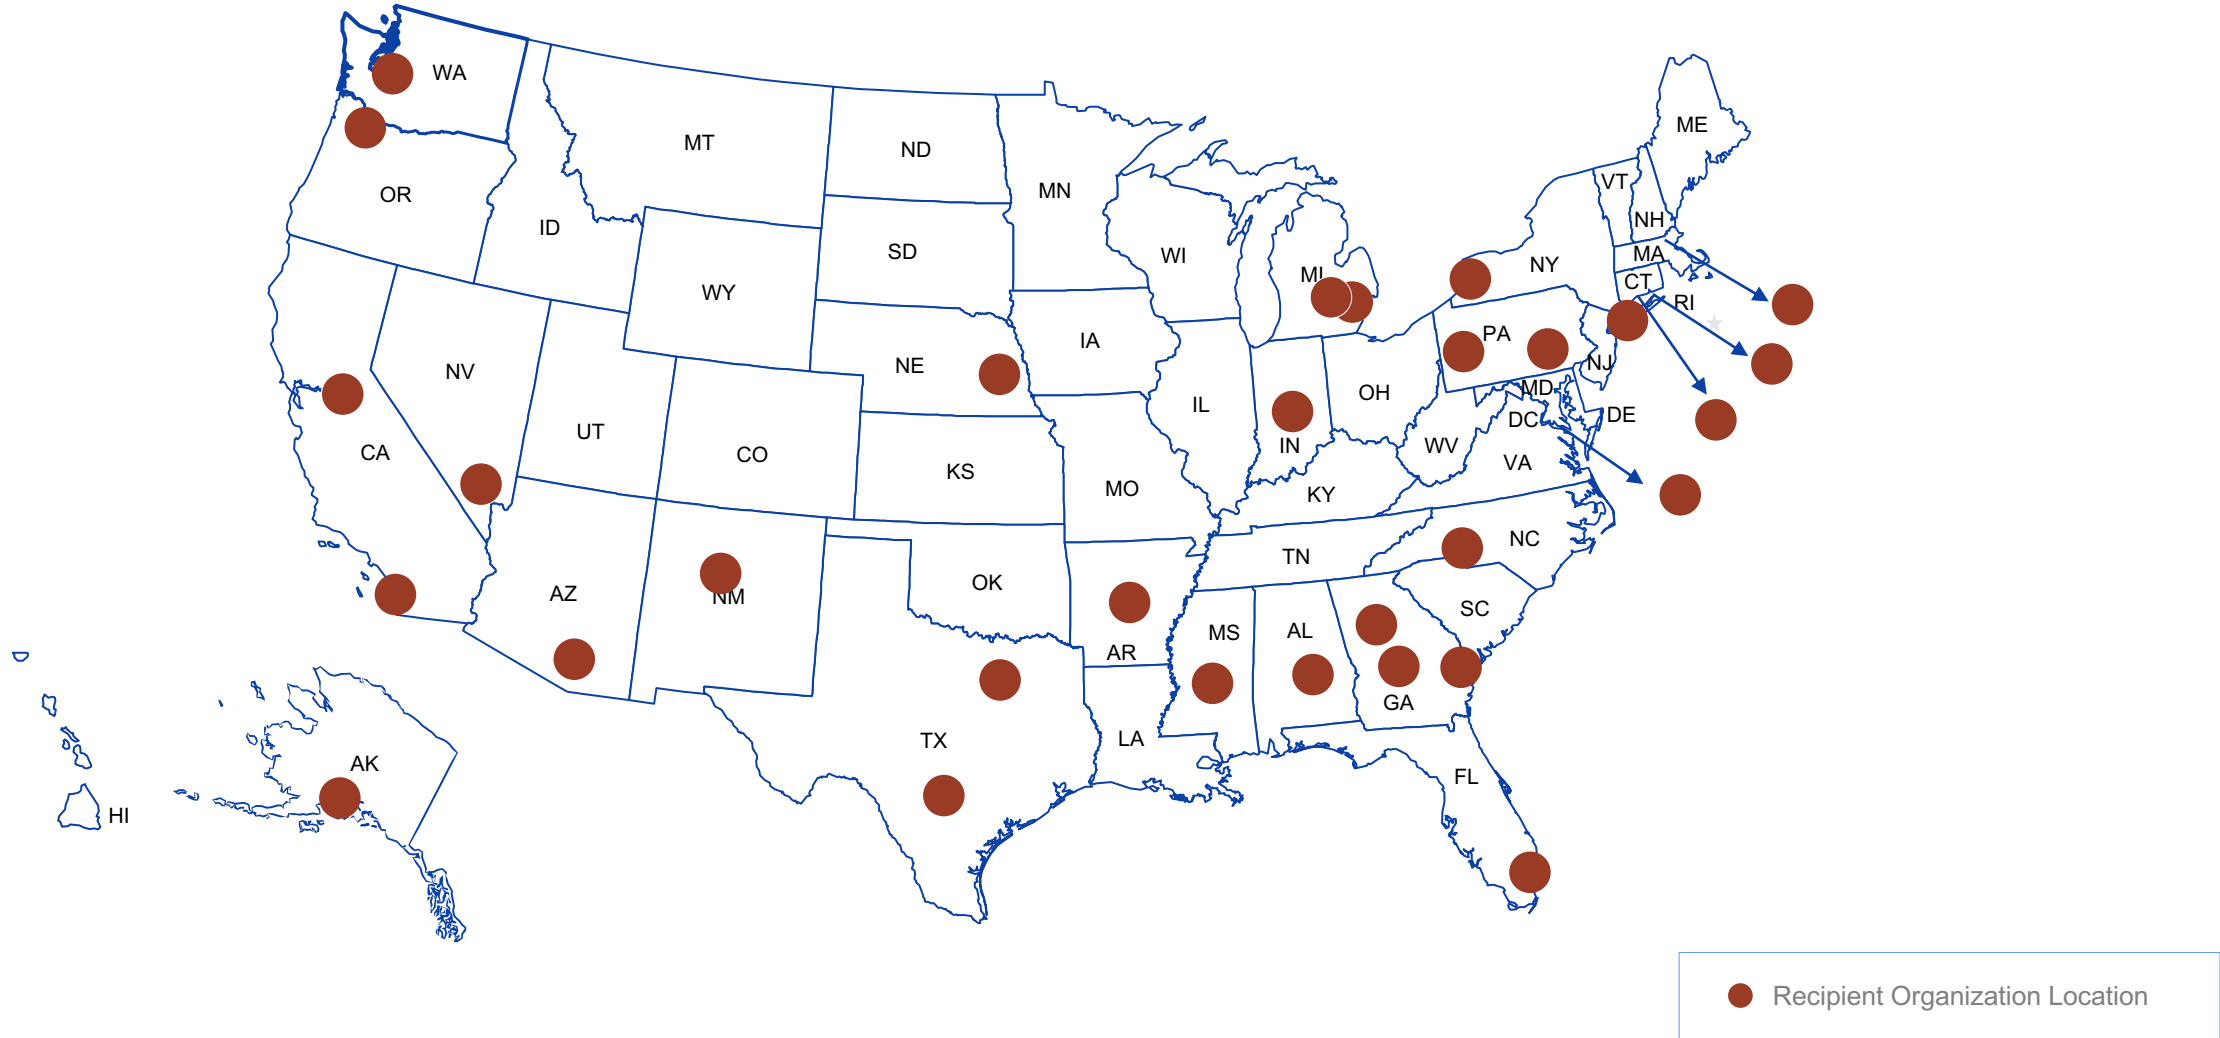 WA
ME
MT
ND
VT
MN
OR
NH
ID
SD
WI
MA
NY
MI
CT
WY
RI
PA
IA
NJ
NE
NV
MD
OH
IL
DE
DC
UT
IN
WV
CA
CO
VA
KS
MO
KY
NC
TN
OK
AZ
NM
SC
AL
MS
AR
GA
LA
TX
AK
FL
HI
Recipient Organization Location